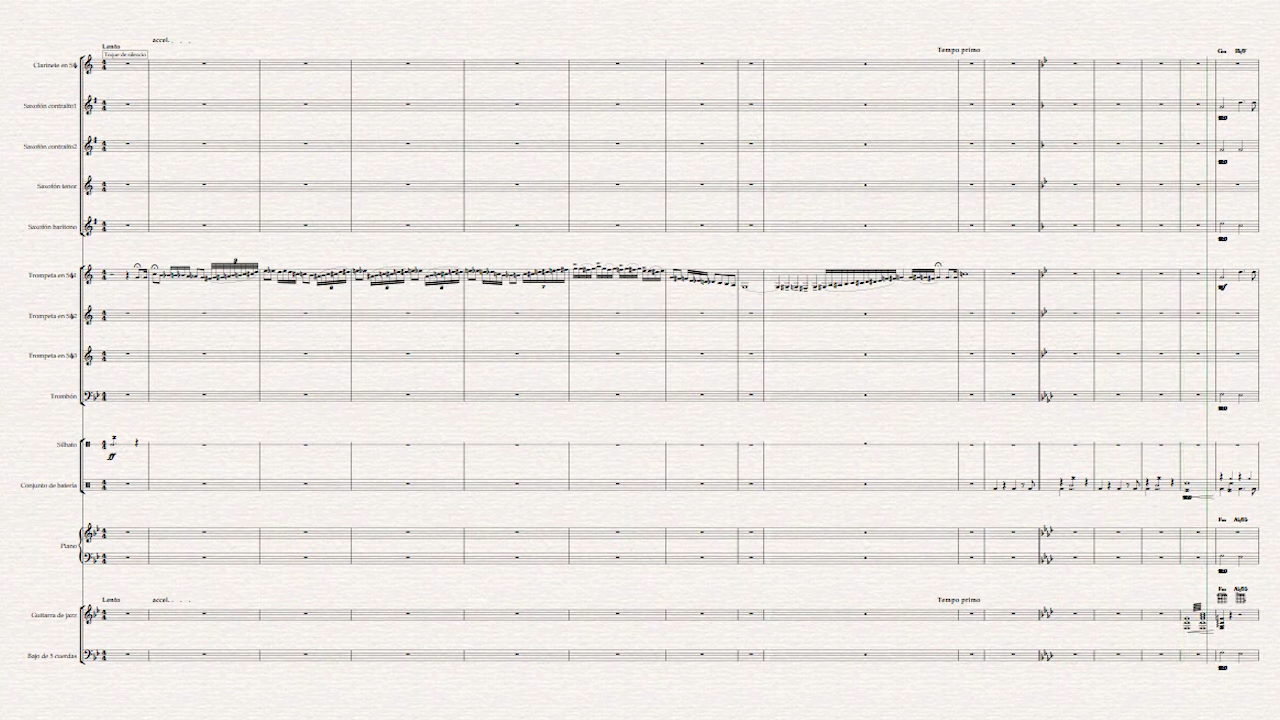 Lento
accel.
Toque de silencio
Tempo primo
Clarinete en Si♭
Saxofón contralto1
Saxofón contralto2
Saxofón tenor
Saxofón barítono
Trompeta en Si♭1
Trompeta en Si♭2
Trompeta en Si♭3
Trombón
Silbato
ff
Conjunto de batería
Piano
Lento
accel.
Tempo primo
Guitarra de jazz
Bajo de 5 cuerdas